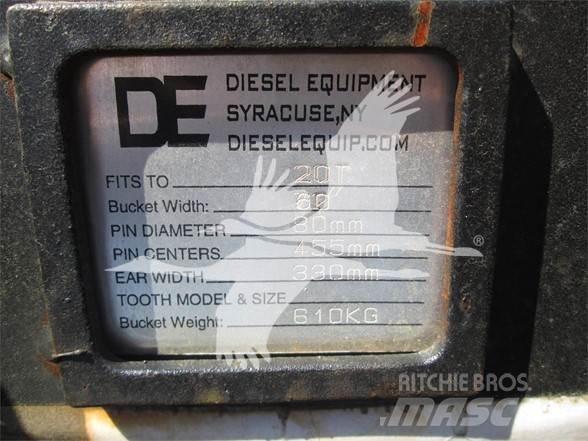 DE
DIESEL EQUIPMENT
SYRACUSE,NY
DIESELEQUIP.COM
FITS TO 20T
Bucket Width: 60"
PIN DIAMETER 80mm
PIN CENTERS 455mm
EAR WIDTH 330mm
TOOTH MODEL & SIZE
Bucket Weight: 610KG
®
RITCHIE BROS.
MASC